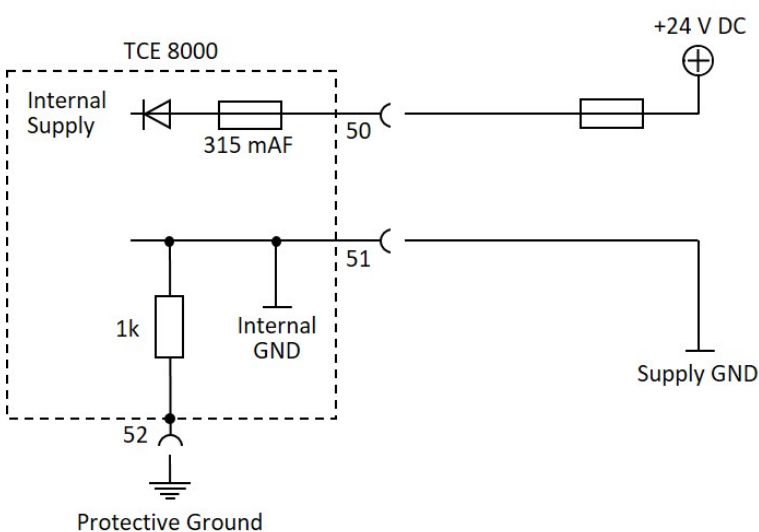 +24 V DC
TCE 8000
Internal
Supply
315 mAF
50
51
1k
Internal
GND
Supply GND
52
Protective Ground